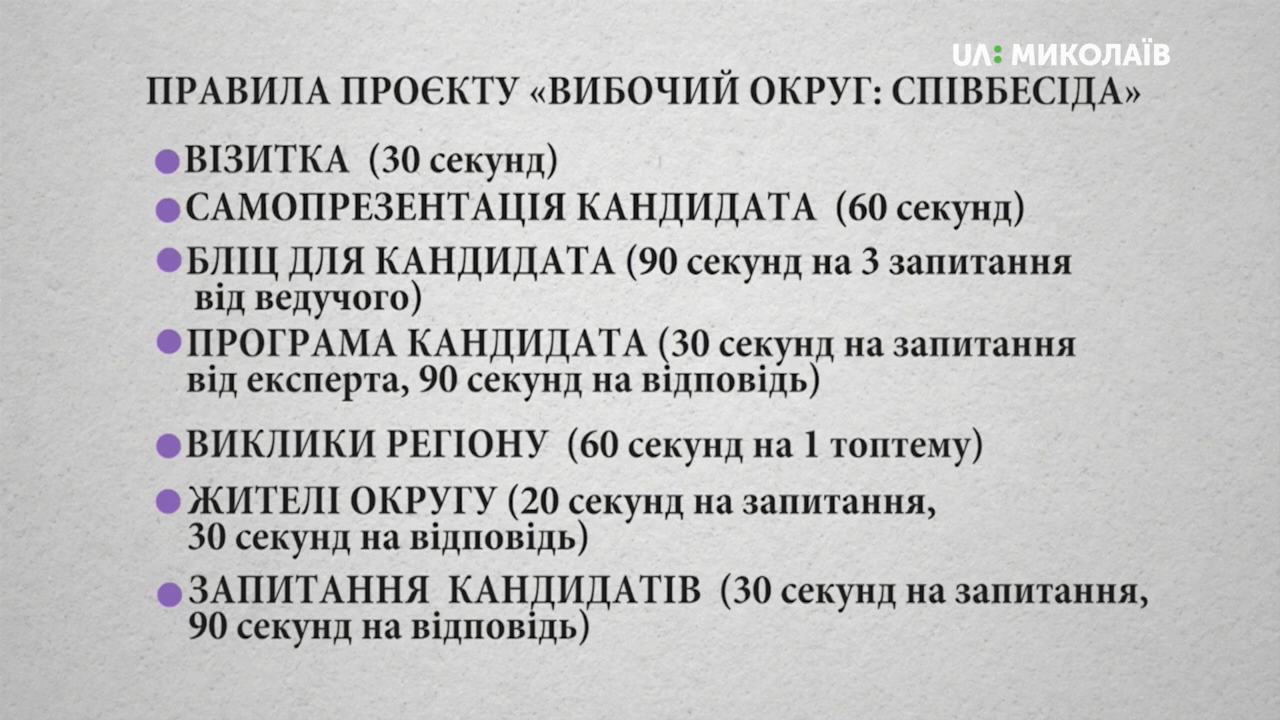 UA: МИКОЛАЇВ
ПРАВИЛА ПРОЄКТУ «ВИБОЧИЙ ОКРУГ: СПІВБЕСІДА»
ВІЗИТКА (30 секунд)
САМОПРЕЗЕНТАЦІЯ КАНДИДАТА (60 секунд)
БЛІЦ ДЛЯ КАНДИДАТА (90 секунд на 3 запитання
від ведучого)
ПРОГРАМА КАНДИДАТА (30 секунд на запитання
від експерта, 90 секунд на відповідь)
ВИКЛИКИ РЕГІОНУ (60 секунд на 1 топтему)
ЖИТЕЛІ ОКРУГУ (20 секунд на запитання,
30 секунд на відповідь)
ЗАПИТАННЯ КАНДИДАТІВ (30 секунд на запитання,
90 секунд на відповідь)